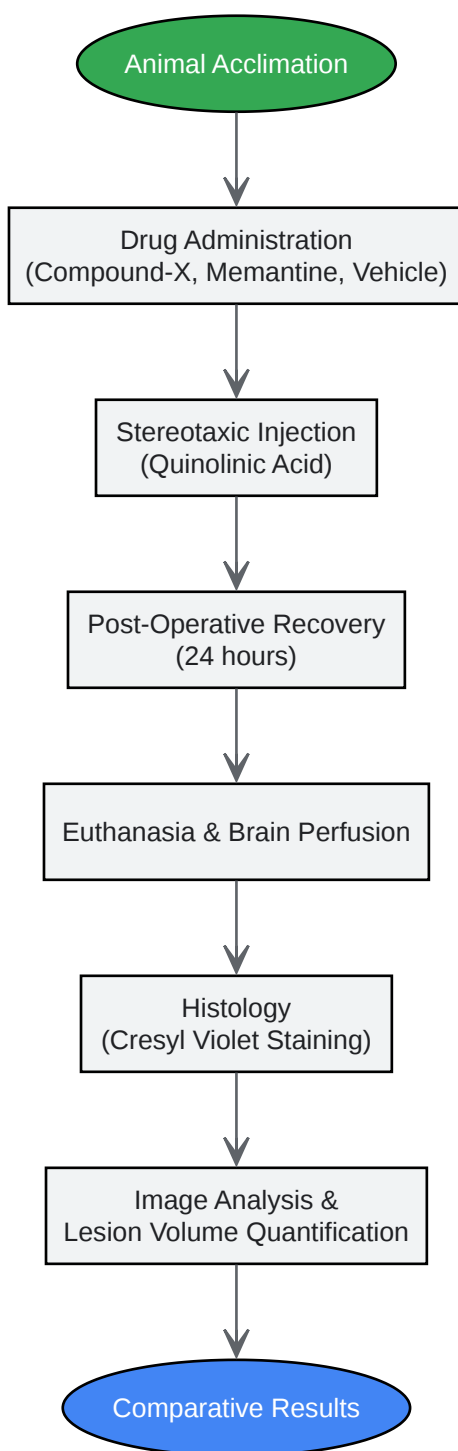 Animal Acclimation
Drug Administration
(Compound-X, Memantine, Vehicle)
Stereotaxic Injection
(Quinolinic Acid)
Post-Operative Recovery
(24 hours)
Euthanasia & Brain Perfusion
Histology
(Cresyl Violet Staining)
Image Analysis &
Lesion Volume Quantification
Comparative Results